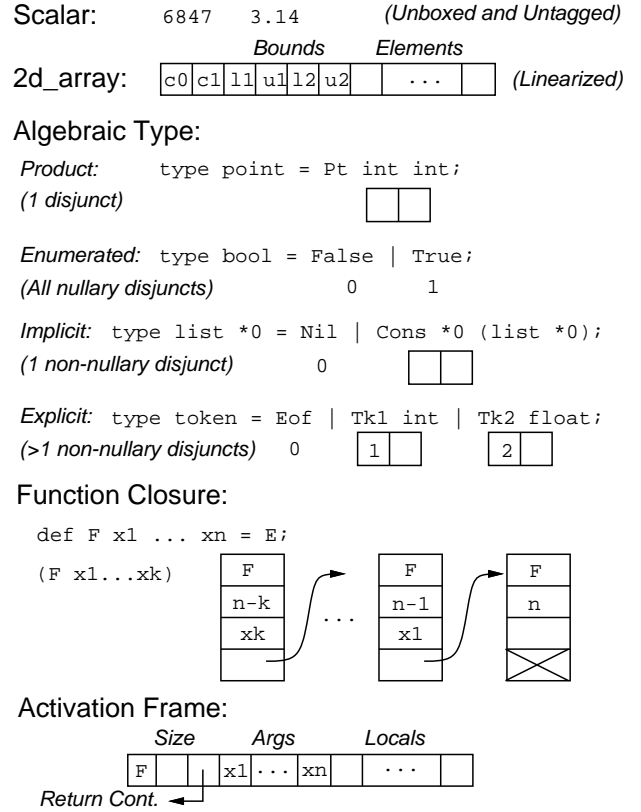 Scalar: 6847 3.14 (Unboxed and Untagged)
Bounds Elements
2d_array: c0 c1 l1 u1 l2 u2 ... (Linearized)
Algebraic Type:
Product: type point = Pt int int;
(1 disjunct)
Enumerated: type bool = False | True;
(All nullary disjuncts) 0 1
Implicit: type list *0 = Nil | Cons *0 (list *0);
(1 non-nullary disjunct) 0
Explicit: type token = Eof | Tk1 int | Tk2 float;
(>1 non-nullary disjuncts) 0 1 2
Function Closure:
def F x1 ... xn = E;
(F x1...xk) F F F
n-k n-1 n
... 
xk x1
Activation Frame:
Size Args Locals
F x1 ... xn ...
Return Cont.